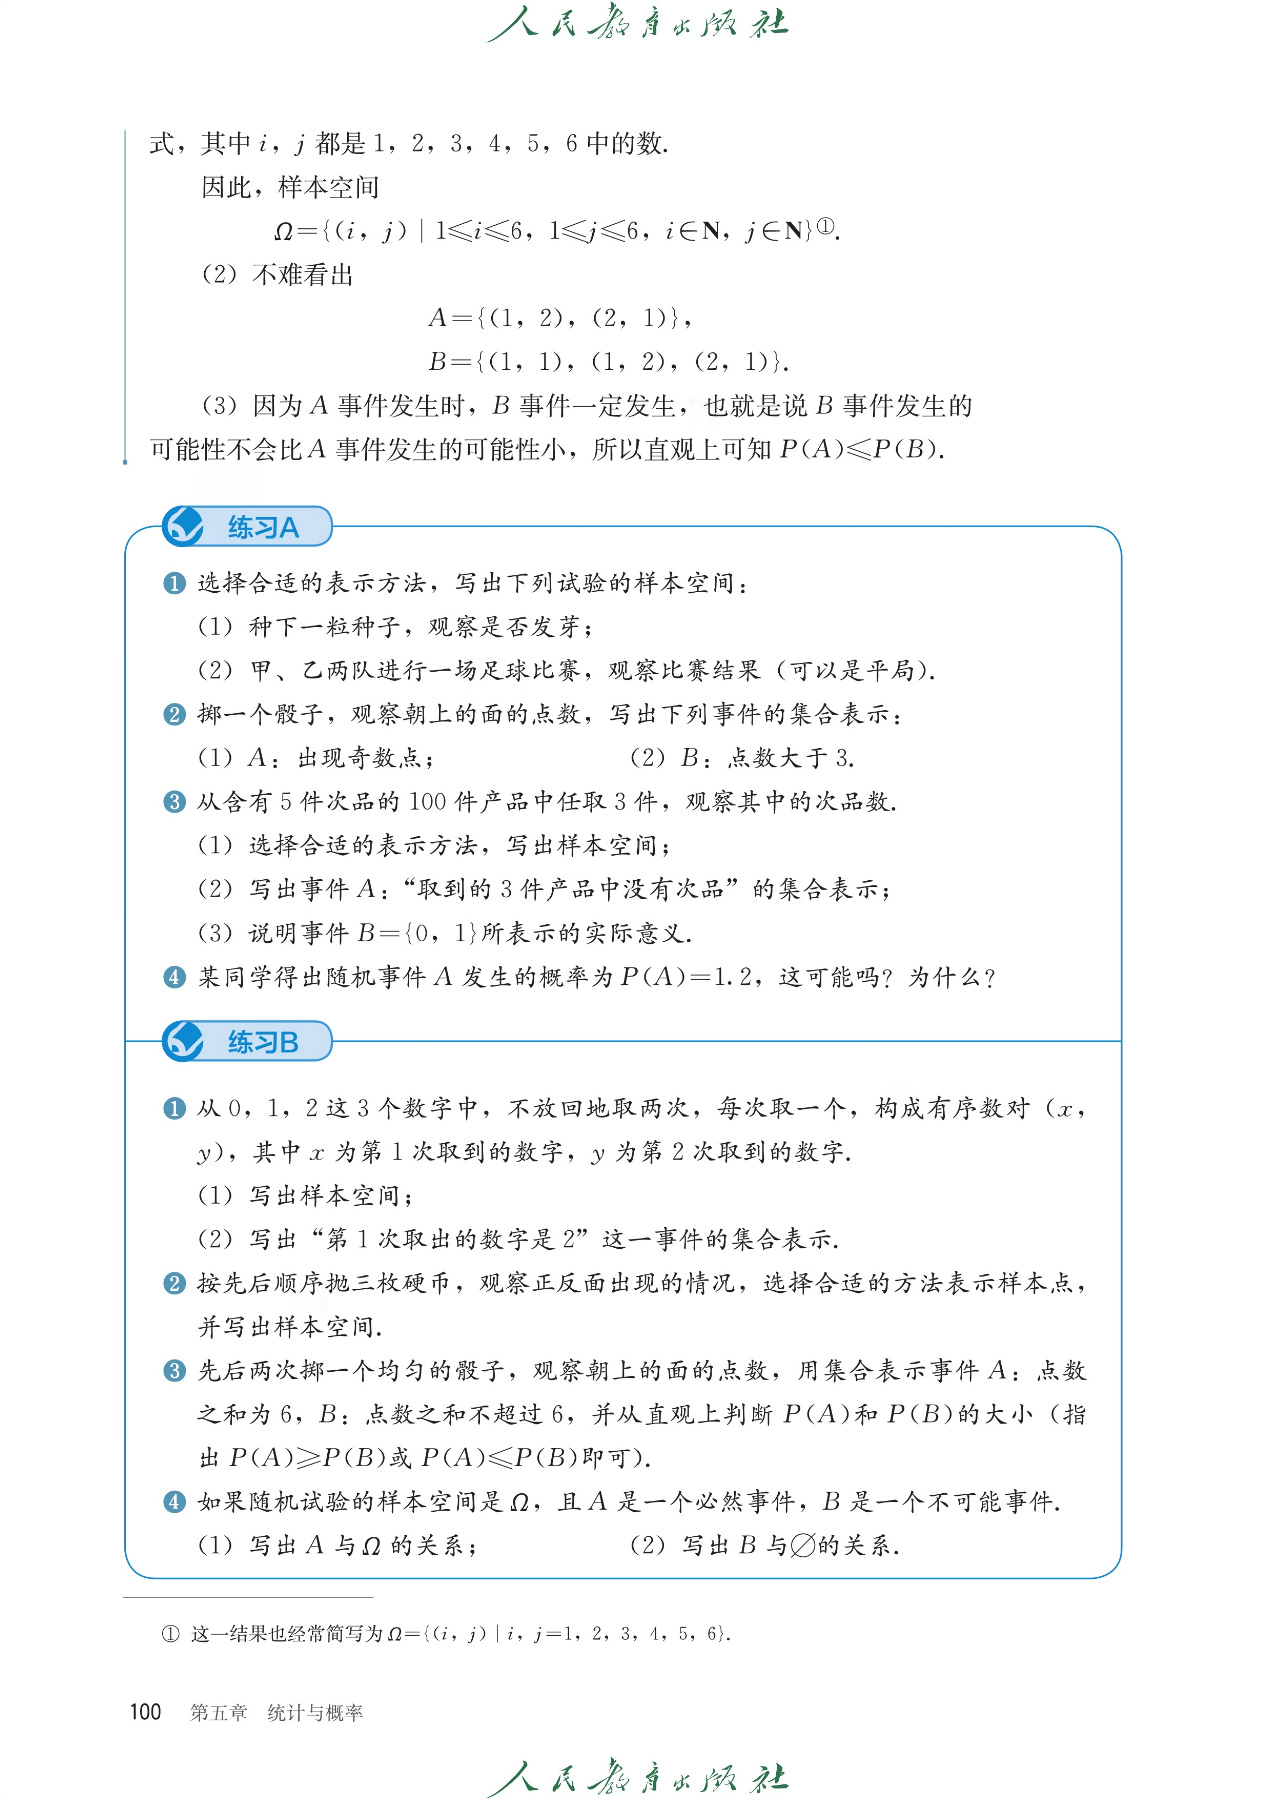 人民教育出版社
式，其中 i，j 都是 1，2，3，4，5，6 中的数.
因此，样本空间
Ω={(i，j)｜1≤i≤6，1≤j≤6，i∈N，j∈N}①.
（2）不难看出
A={(1，2)，(2，1)}，
B={(1，1)，(1，2)，(2，1)}.
（3）因为 A 事件发生时，B 事件一定发生，也就是说 B 事件发生的
可能性不会比 A 事件发生的可能性小，所以直观上可知 P(A)≤P(B).
练习A
❶ 选择合适的表示方法，写出下列试验的样本空间：
（1）种下一粒种子，观察是否发芽；
（2）甲、乙两队进行一场足球比赛，观察比赛结果（可以是平局）.
❷ 掷一个骰子，观察朝上的面的点数，写出下列事件的集合表示：
（1）A：出现奇数点；（2）B：点数大于 3.
❸ 从含有 5 件次品的 100 件产品中任取 3 件，观察其中的次品数.
（1）选择合适的表示方法，写出样本空间；
（2）写出事件 A：“取到的 3 件产品中没有次品”的集合表示；
（3）说明事件 B={0，1}所表示的实际意义.
❹ 某同学得出随机事件 A 发生的概率为 P(A)=1.2，这可能吗？为什么？
练习B
❶ 从 0，1，2 这 3 个数字中，不放回地取两次，每次取一个，构成有序数对（x，
y），其中 x 为第 1 次取到的数字，y 为第 2 次取到的数字.
（1）写出样本空间；
（2）写出“第 1 次取出的数字是 2”这一事件的集合表示.
❷ 按先后顺序抛三枚硬币，观察正反面出现的情况，选择合适的方法表示样本点，
并写出样本空间.
❸ 先后两次掷一个均匀的骰子，观察朝上的面的点数，用集合表示事件 A：点数
之和为 6，B：点数之和不超过 6，并从直观上判断 P(A)和 P(B)的大小（指
出 P(A)≥P(B)或 P(A)≤P(B)即可）.
❹ 如果随机试验的样本空间是 Ω，且 A 是一个必然事件，B 是一个不可能事件.
（1）写出 A 与 Ω 的关系；（2）写出 B 与∅的关系.
① 这一结果也经常简写为 Ω={(i，j)｜i，j=1，2，3，4，5，6}.
100 第五章 统计与概率
人民教育出版社